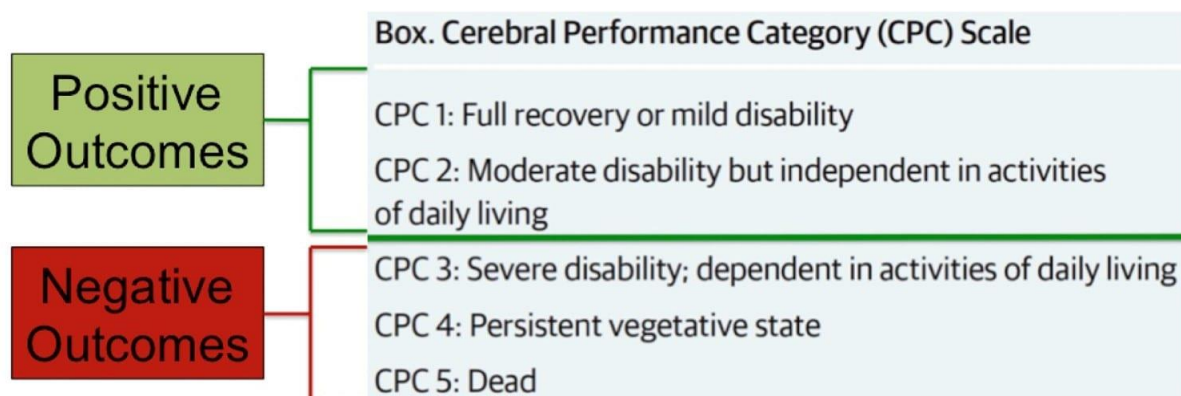 Positive
Outcomes
Box. Cerebral Performance Category (CPC) Scale
CPC 1: Full recovery or mild disability
CPC 2: Moderate disability but independent in activities
of daily living
Negative
Outcomes
CPC 3: Severe disability; dependent in activities of daily living
CPC 4: Persistent vegetative state
CPC 5: Dead